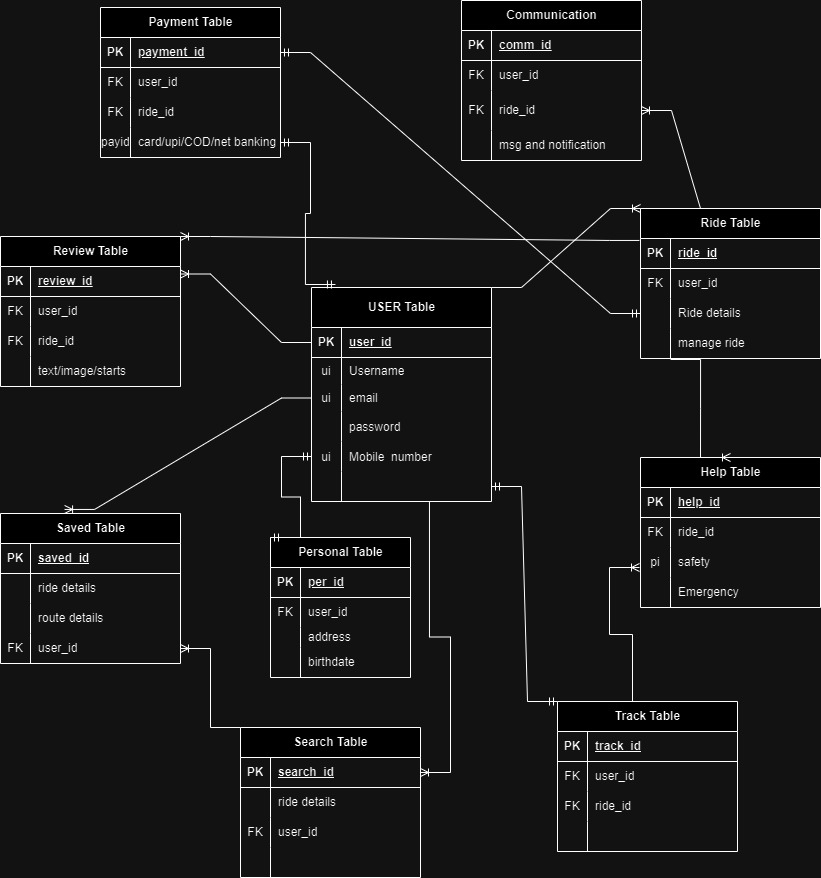 Payment Table
PK payment_id
FK user_id
FK ride_id
payid card/upi/COD/net banking
Communication
PK comm_id
FK user_id
FK ride_id
msg and notification
Review Table
PK review_id
FK user_id
FK ride_id
text/image/starts
USER Table
PK user_id
ui Username
ui email
password
ui Mobile number
Ride Table
PK ride_id
FK user_id
Ride details
manage ride
Saved Table
PK saved_id
ride details
route details
FK user_id
Personal Table
PK per_id
FK user_id
address
birthdate
Help Table
PK help_id
FK ride_id
pi safety
Emergency
Search Table
PK search_id
ride details
FK user_id
Track Table
PK track_id
FK user_id
FK ride_id